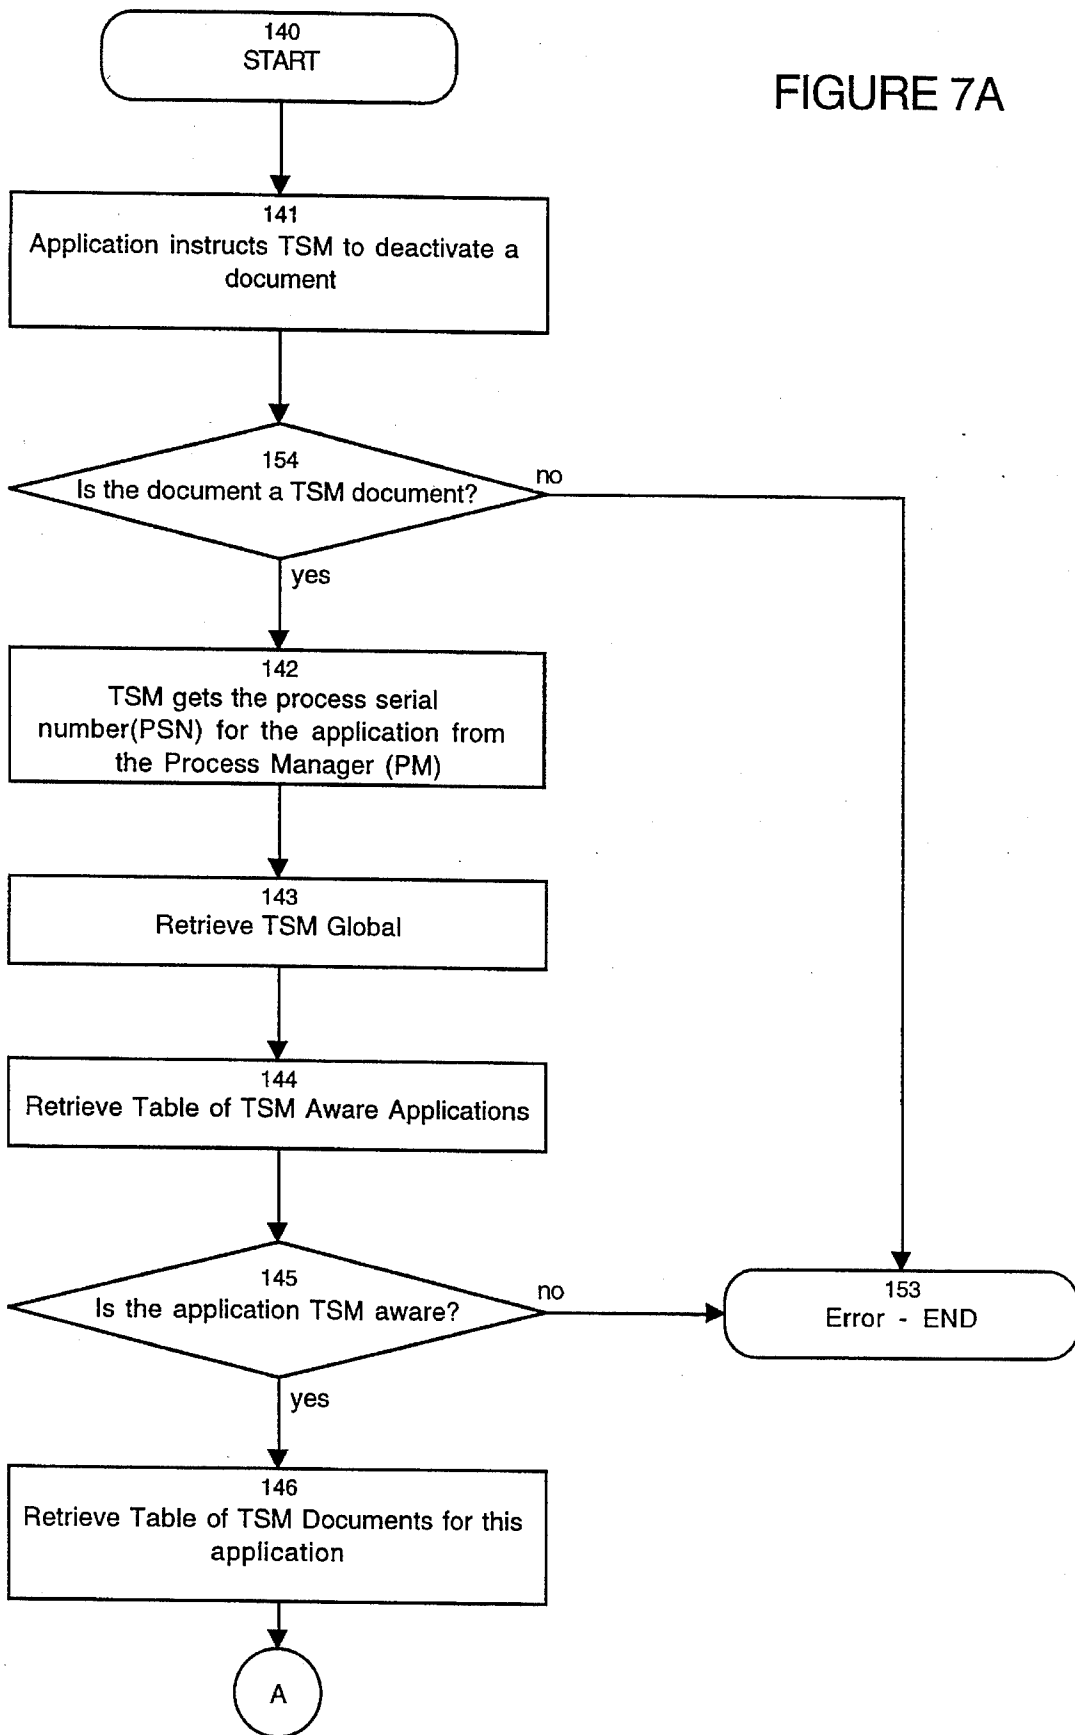 140
START
FIGURE 7A
141
Application instructs TSM to deactivate a
document
154
Is the document a TSM document?
no
yes
142
TSM gets the process serial
number(PSN) for the application from
the Process Manager (PM)
143
Retrieve TSM Global
144
Retrieve Table of TSM Aware Applications
145
Is the application TSM aware?
no
153
Error - END
yes
146
Retrieve Table of TSM Documents for this
application
A